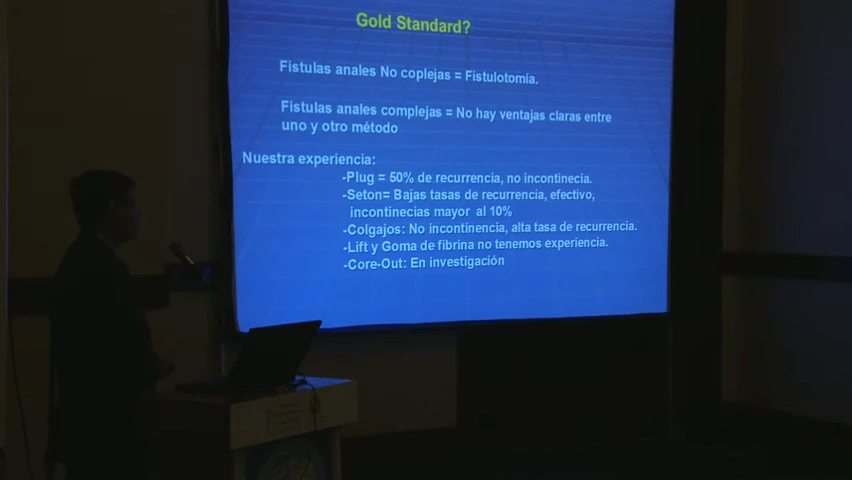 Gold Standard?
Fistulas anales No coplejas = Fistulotomía.
Fistulas anales complejas = No hay ventajas claras entre
uno y otro método
Nuestra experiencia:
-Plug = 50% de recurrencia, no incontinecia.
-Seton= Bajas tasas de recurrencia, efectivo,
incontinecias mayor al 10%
-Colgajos: No incontinencia, alta tasa de recurrencia.
-Lift y Goma de fibrina no tenemos experiencia.
-Core-Out: En investigación